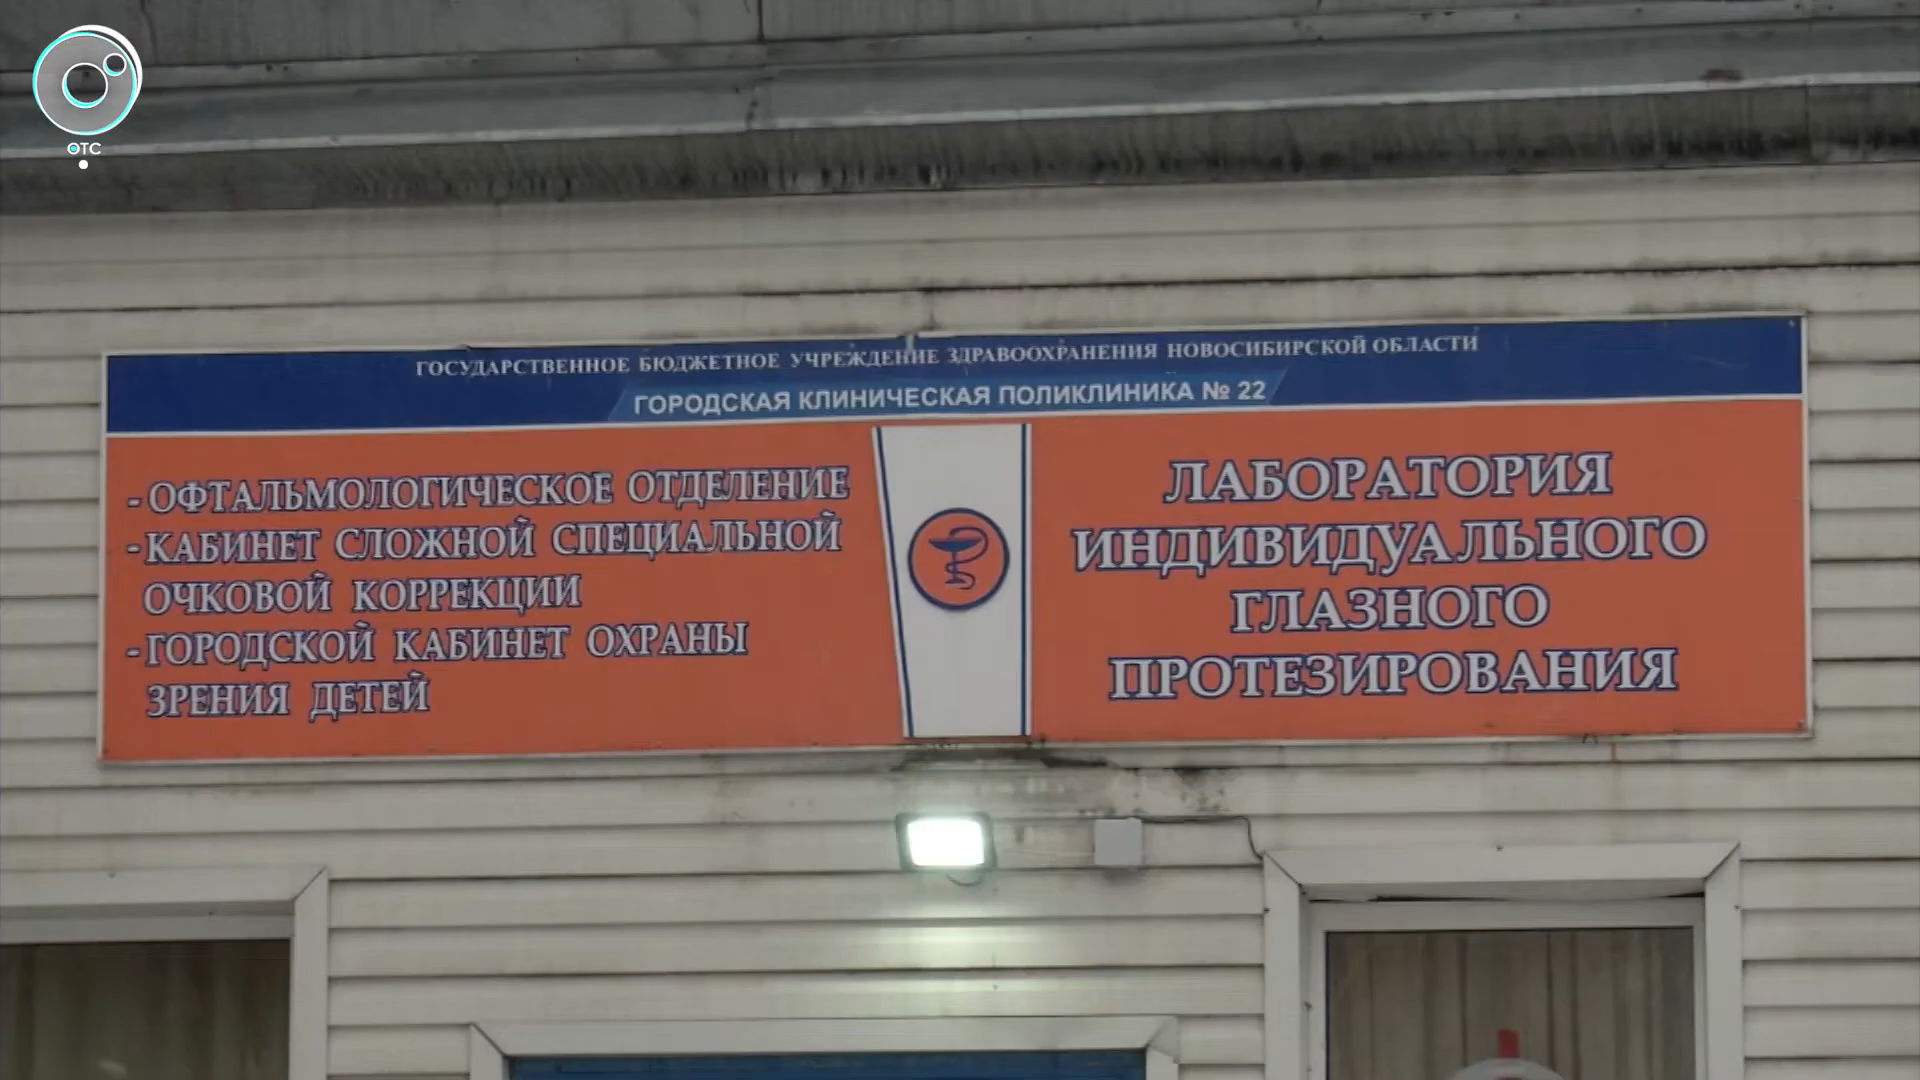 ОТС
ГОСУДАРСТВЕННОЕ БЮДЖЕТНОЕ УЧРЕЖДЕНИЕ ЗДРАВООХРАНЕНИЯ НОВОСИБИРСКОЙ ОБЛАСТИ
ГОРОДСКАЯ КЛИНИЧЕСКАЯ ПОЛИКЛИНИКА № 22
- ОФТАЛЬМОЛОГИЧЕСКОЕ ОТДЕЛЕНИЕ
- КАБИНЕТ СЛОЖНОЙ СПЕЦИАЛЬНОЙ
ОЧКОВОЙ КОРРЕКЦИИ
- ГОРОДСКОЙ КАБИНЕТ ОХРАНЫ
ЗРЕНИЯ ДЕТЕЙ
ЛАБОРАТОРИЯ
ИНДИВИДУАЛЬНОГО
ГЛАЗНОГО
ПРОТЕЗИРОВАНИЯ